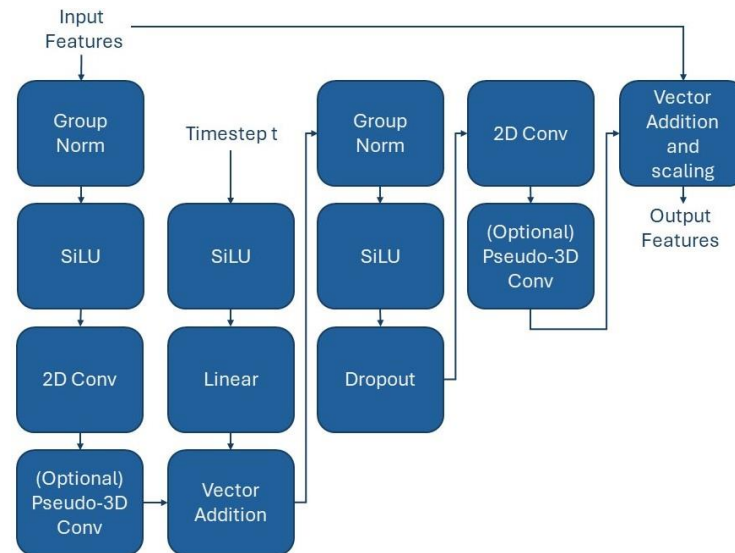 Input
Features
Group
Norm
SiLU
2D Conv
(Optional)
Pseudo-3D
Conv
Timestep t
SiLU
Linear
Vector
Addition
Group
Norm
SiLU
Dropout
2D Conv
(Optional)
Pseudo-3D
Conv
Vector
Addition
and
scaling
Output
Features